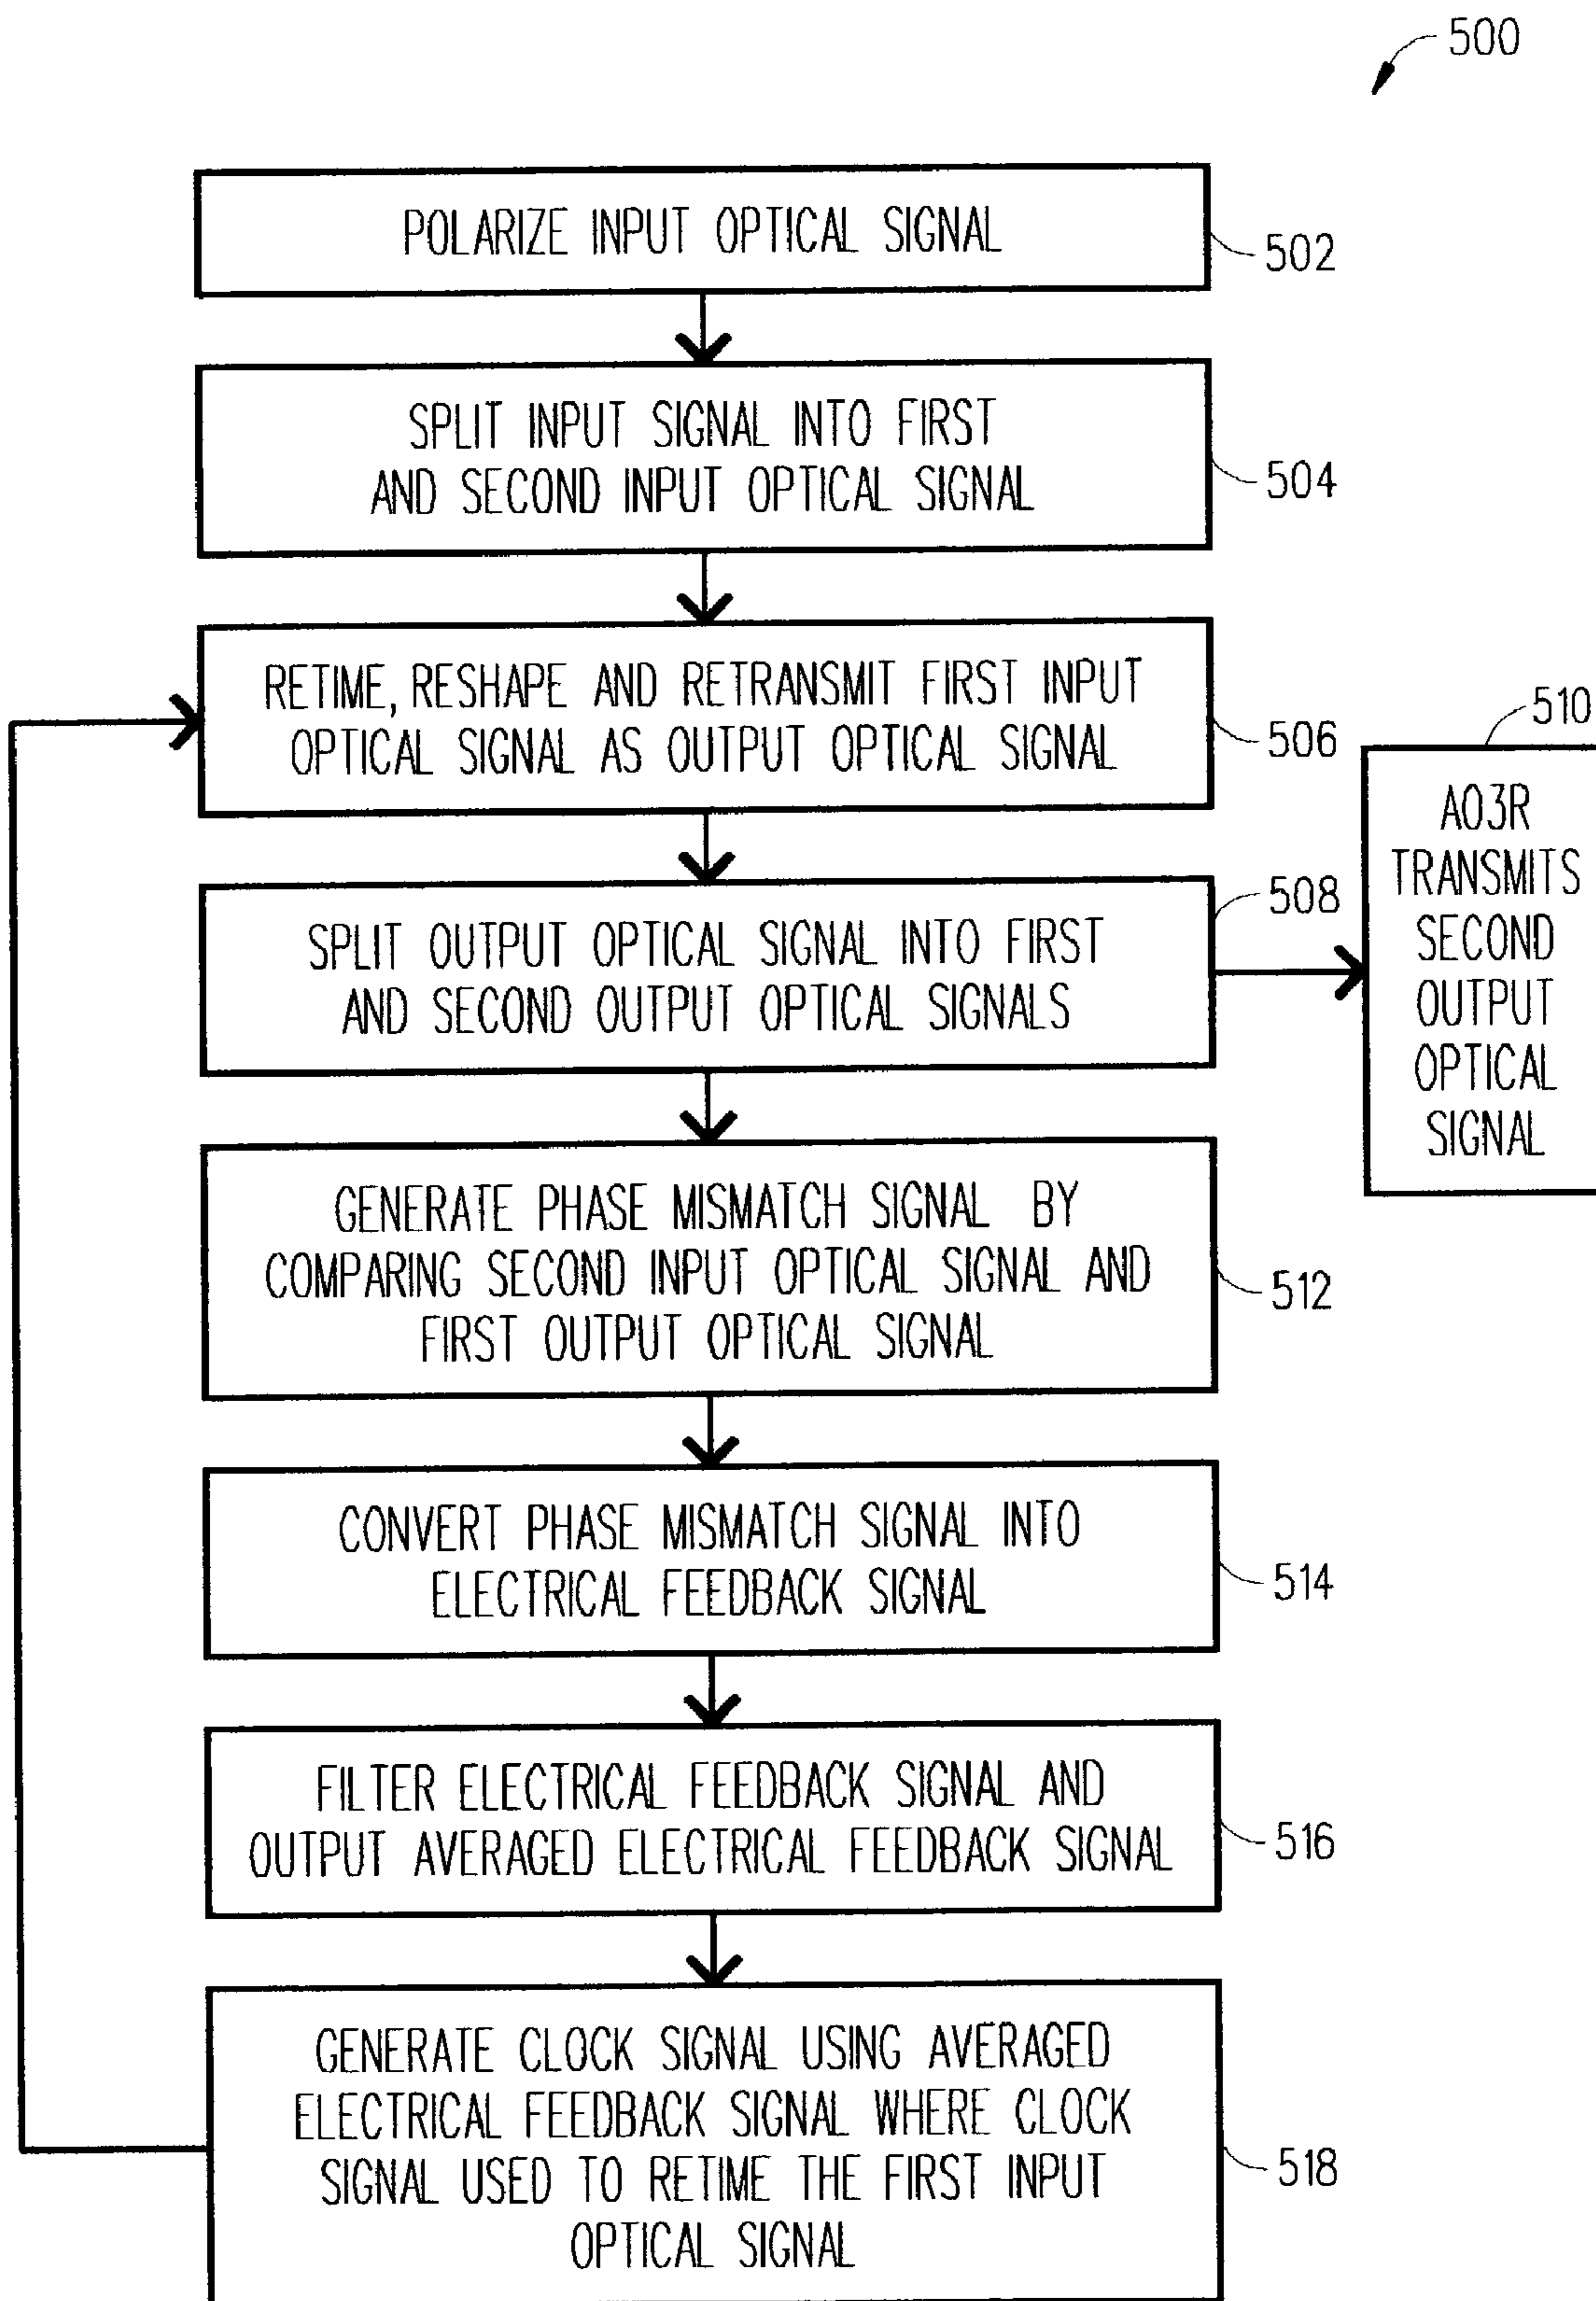 500
POLARIZE INPUT OPTICAL SIGNAL
502
SPLIT INPUT SIGNAL INTO FIRST
AND SECOND INPUT OPTICAL SIGNAL
504
RETIME, RESHAPE AND RETRANSMIT FIRST INPUT
OPTICAL SIGNAL AS OUTPUT OPTICAL SIGNAL
506
SPLIT OUTPUT OPTICAL SIGNAL INTO FIRST
AND SECOND OUTPUT OPTICAL SIGNALS
508
510
AO3R
TRANSMITS
SECOND
OUTPUT
OPTICAL
SIGNAL
GENERATE PHASE MISMATCH SIGNAL BY
COMPARING SECOND INPUT OPTICAL SIGNAL AND
FIRST OUTPUT OPTICAL SIGNAL
512
CONVERT PHASE MISMATCH SIGNAL INTO
ELECTRICAL FEEDBACK SIGNAL
514
FILTER ELECTRICAL FEEDBACK SIGNAL AND
OUTPUT AVERAGED ELECTRICAL FEEDBACK SIGNAL
516
GENERATE CLOCK SIGNAL USING AVERAGED
ELECTRICAL FEEDBACK SIGNAL WHERE CLOCK
SIGNAL USED TO RETIME THE FIRST INPUT
OPTICAL SIGNAL
518